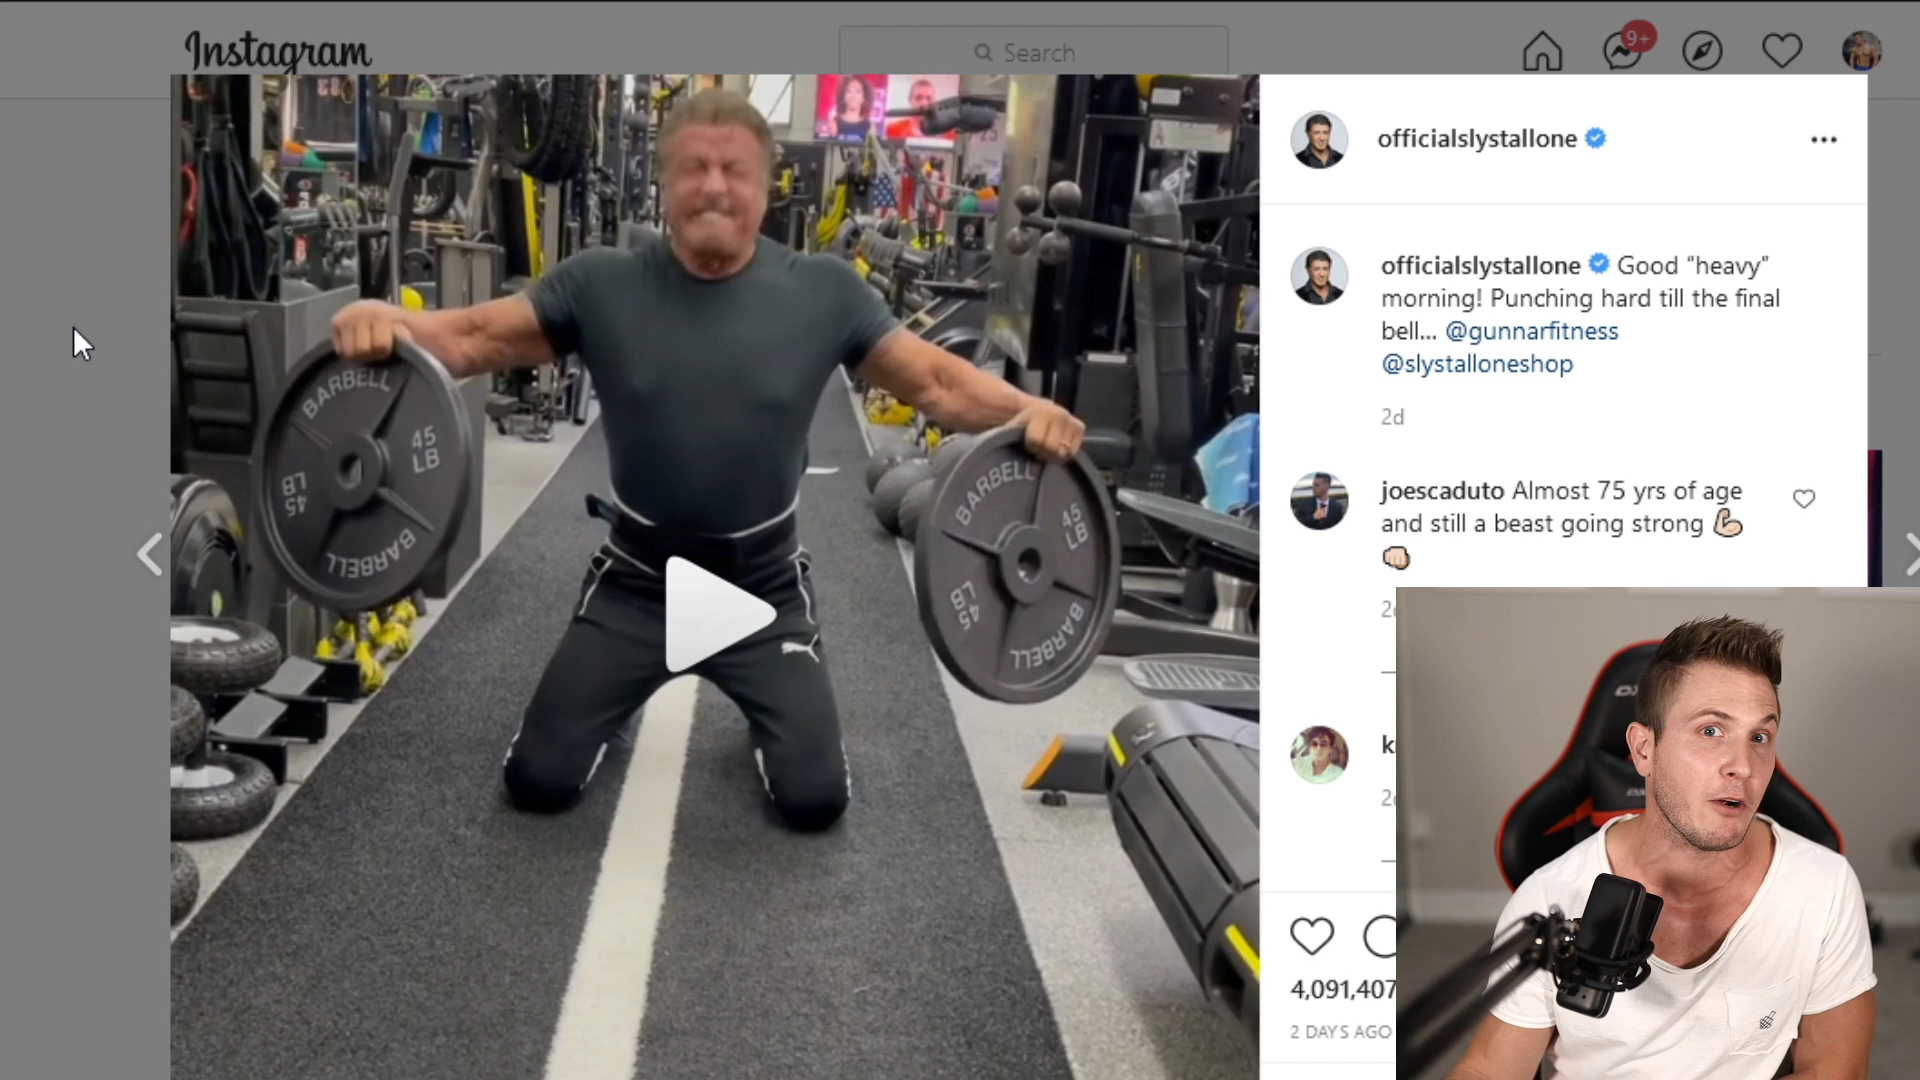 Instagram
Search
9+
officialslystallone
officialslystallone Good “heavy”
morning! Punching hard till the final
bell... @gunnarfitness
@slystalloneshop
2d
joescaduto Almost 75 yrs of age
and still a beast going strong
k
4,091,407
2 DAYS AGO
BARBELL
45
LB
45
LB
BARBELL
BARBELL
45
LB
45
LB
BARBELL